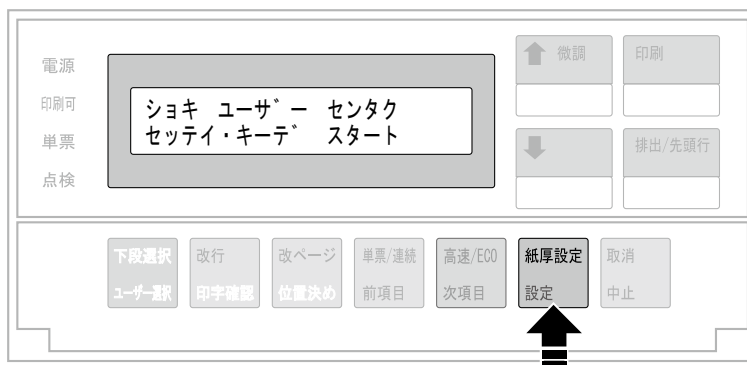 電源
印刷可
単票
点検
ショキ ユーザー センタク
セッテイ・キーデ スタート
微調
印刷
排出/先頭行
下段選択
ユーザー選択
改行
印字確認
改ページ
位置決め
単票/連続
前項目
高速/ECO
次項目
紙厚設定
設定
取消
中止